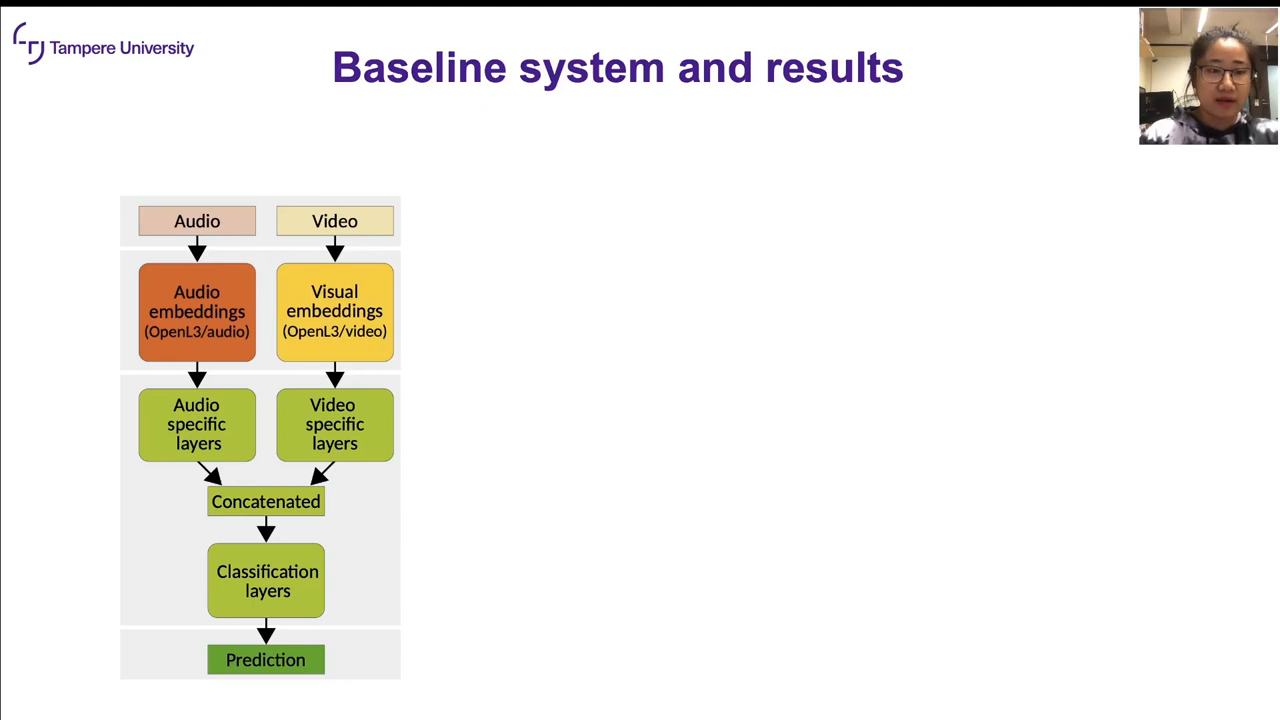 Tampere University
Baseline system and results
Audio
Video
Audio
embeddings
(OpenL3/audio)
Visual
embeddings
(OpenL3/video)
Audio
specific
layers
Video
specific
layers
Concatenated
Classification
layers
Prediction